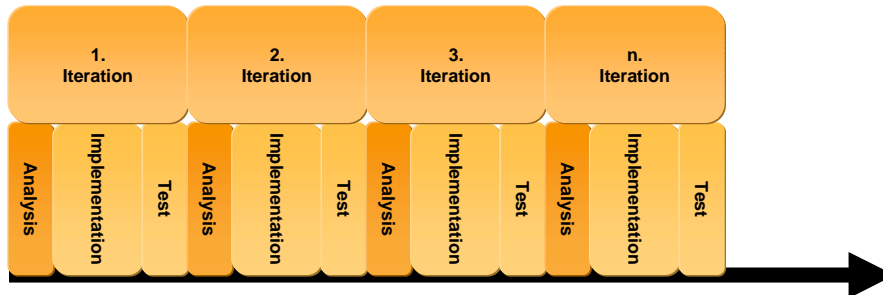 1.
Iteration
2.
Iteration
3.
Iteration
n.
Iteration
Analysis
Implementation
Test
Analysis
Implementation
Test
Analysis
Implementation
Test
Analysis
Implementation
Test